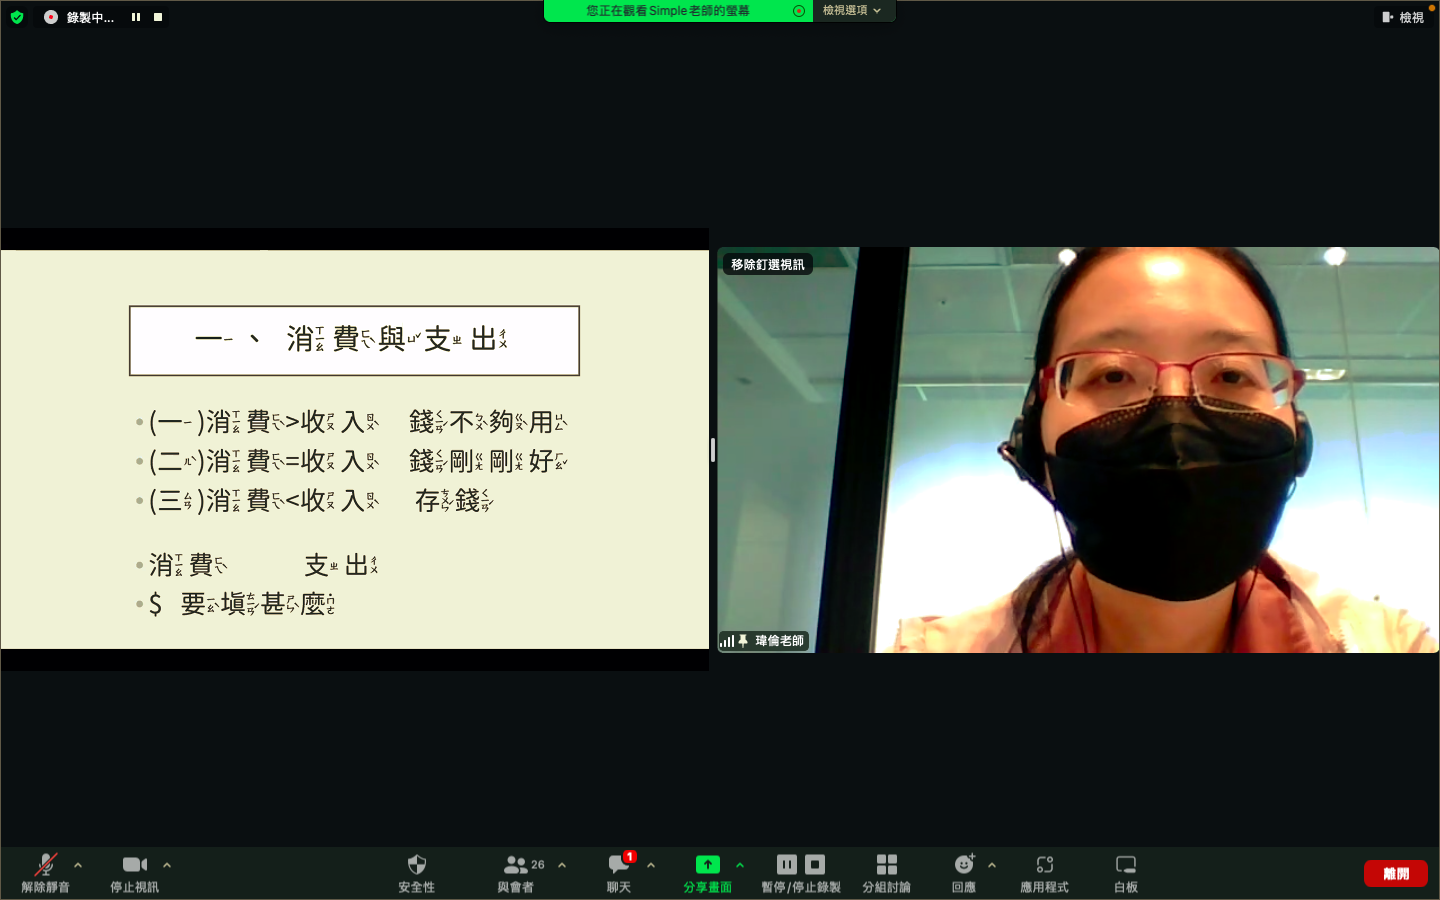 錄製中...
您正在觀看 Simple 老師的螢幕
檢視選項
檢視
一ㄧ、消ㄒㄧㄠ費ㄈㄟˋ與ㄩˇ支ㄓ出ㄔㄨ
(一ㄧ)消ㄒㄧㄠ費ㄈㄟˋ>收ㄕㄡ入ㄖㄨˋ 錢ㄑㄧㄢˊ不ㄅㄨˊ夠ㄍㄡˋ用ㄩㄥˋ
(二ㄦˋ)消ㄒㄧㄠ費ㄈㄟˋ=收ㄕㄡ入ㄖㄨˋ 錢ㄑㄧㄢˊ剛ㄍㄤ剛ㄍㄤ好ㄏㄠˇ
(三ㄙㄢ)消ㄒㄧㄠ費ㄈㄟˋ<收ㄕㄡ入ㄖㄨˋ 存ㄘㄨㄣˊ錢ㄑㄧㄢˊ
消ㄒㄧㄠ費ㄈㄟˋ 支ㄓ出ㄔㄨ
$ 要ㄧㄠˋ填ㄊㄧㄢˊ甚ㄕㄣˊ麼˙ㄇㄜ
移除釘選視訊
瑋倫老師
解除靜音
停止視訊
安全性
26
與會者
1
聊天
分享畫面
暫停/停止錄製
分組討論
回應
應用程式
白板
離開